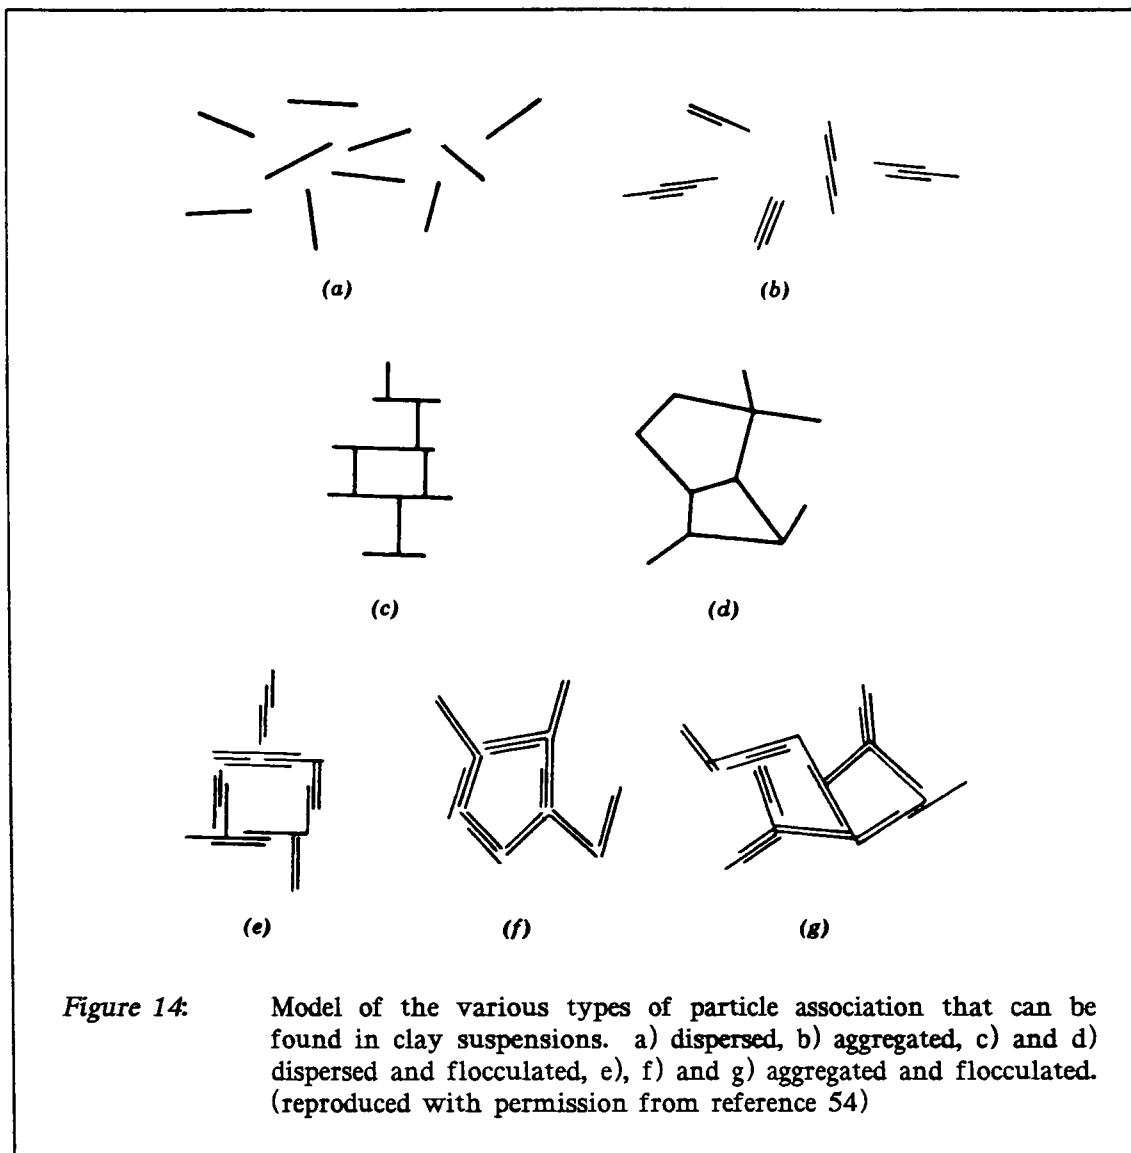 (a)
(b)
(c)
(d)
(e)
(f)
(g)
Figure 14: Model of the various types of particle association that can be
found in clay suspensions. a) dispersed, b) aggregated, c) and d)
dispersed and flocculated, e), f) and g) aggregated and flocculated.
(reproduced with permission from reference 54)